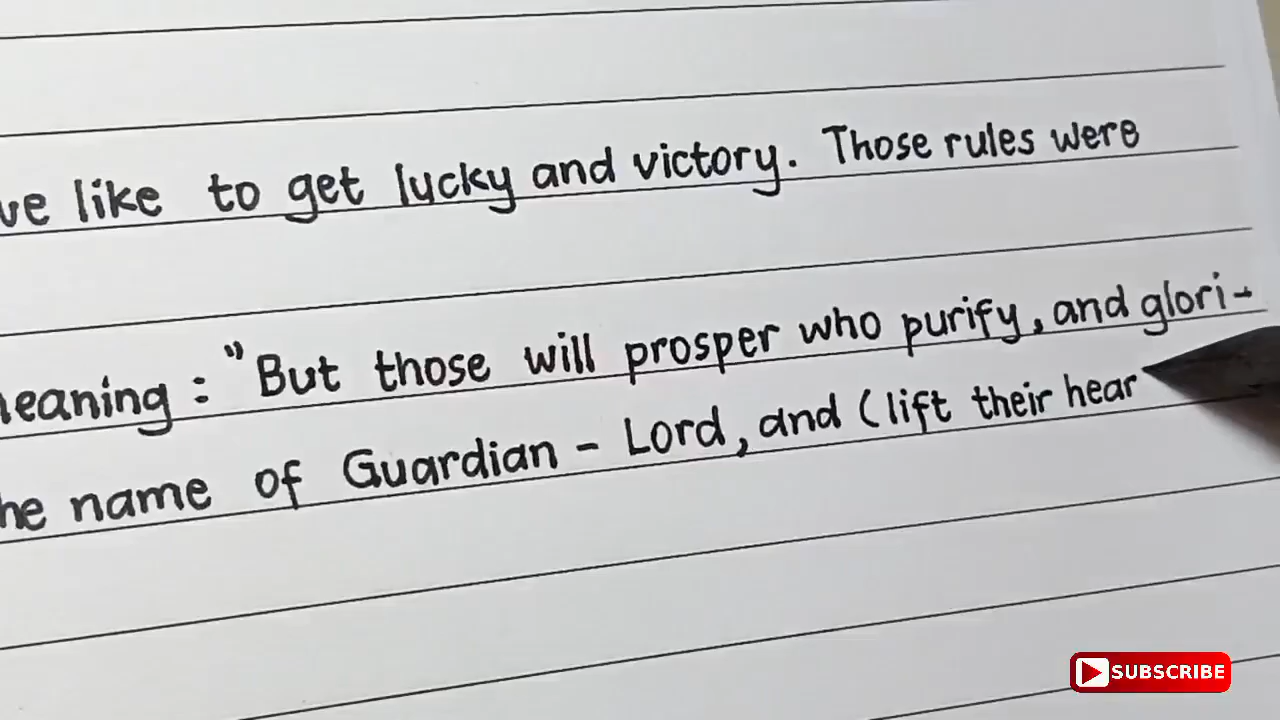 ve like to get lucky and victory. Those rules were
eaning : "But those will prosper who purify, and glori-
he name of Guardian - Lord, and (lift their hear
SUBSCRIBE